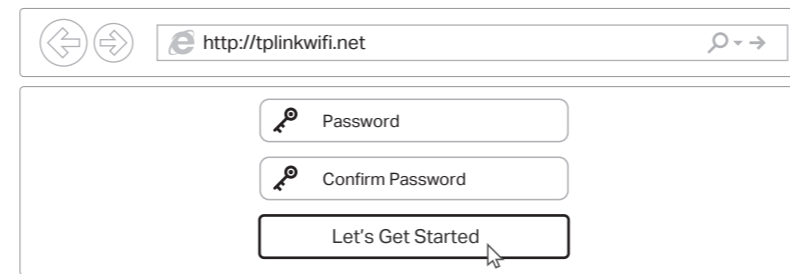 http://tplinkwifi.net
Password
Confirm Password
Let's Get Started